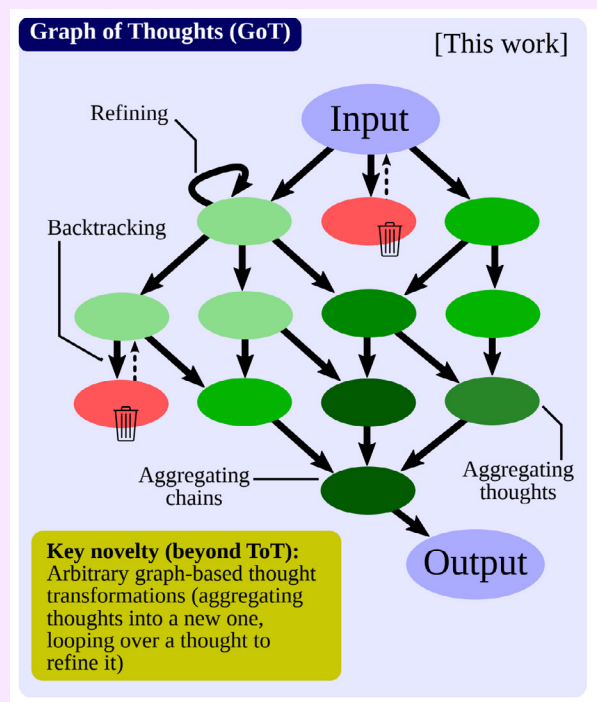 Graph of Thoughts (GoT)
[This work]
Refining
Input
Backtracking
Aggregating
chains
Aggregating
thoughts
Output
Key novelty (beyond ToT):
Arbitrary graph-based thought
transformations (aggregating
thoughts into a new one,
looping over a thought to
refine it)